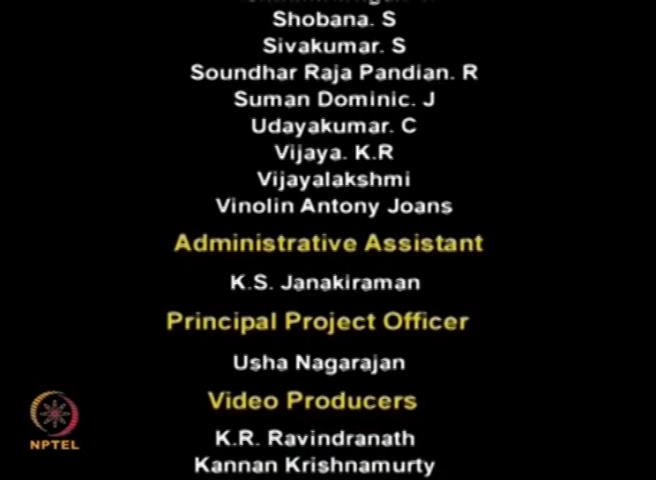 Shobana. S
Sivakumar. S
Soundhar Raja Pandian. R
Suman Dominic. J
Udayakumar. C
Vijaya. K.R
Vijayalakshmi
Vinolin Antony Joans
Administrative Assistant
K.S. Janakiraman
Principal Project Officer
Usha Nagarajan
Video Producers
K.R. Ravindranath
Kannan Krishnamurty
NPTEL